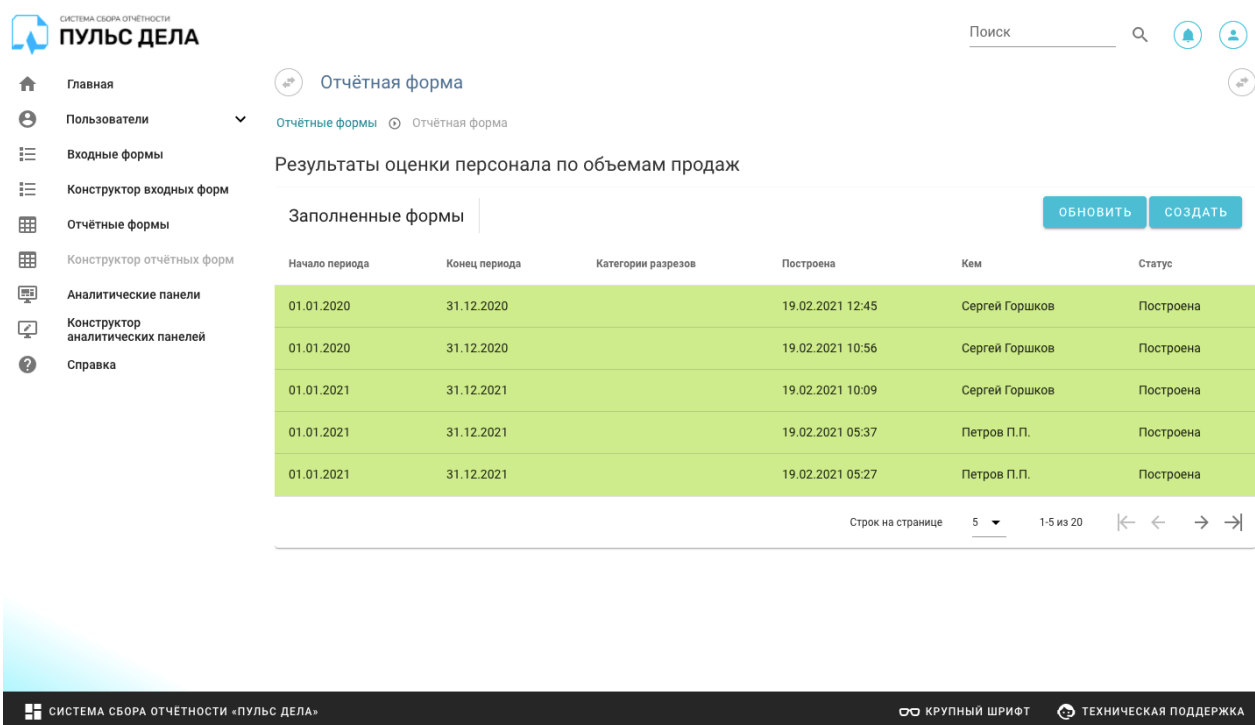 СИСТЕМА СБОРА ОТЧЁТНОСТИ
ПУЛЬС ДЕЛА
Поиск
Главная
Пользователи
Входные формы
Конструктор входных форм
Отчётные формы
Конструктор отчётных форм
Аналитические панели
Конструктор
аналитических панелей
Справка
Отчётная форма
Отчётные формы Отчётная форма
Результаты оценки персонала по объемам продаж
Заполненные формы ОБНОВИТЬ СОЗДАТЬ
Начало периода Конец периода Категории разрезов Построена Кем Статус
01.01.2020 31.12.2020 19.02.2021 12:45 Сергей Горшков Построена
01.01.2020 31.12.2020 19.02.2021 10:56 Сергей Горшков Построена
01.01.2021 31.12.2021 19.02.2021 10:09 Сергей Горшков Построена
01.01.2021 31.12.2021 19.02.2021 05:37 Петров П.П. Построена
01.01.2021 31.12.2021 19.02.2021 05:27 Петров П.П. Построена
Строк на странице 5 1-5 из 20
СИСТЕМА СБОРА ОТЧЁТНОСТИ «ПУЛЬС ДЕЛА» КРУПНЫЙ ШРИФТ ТЕХНИЧЕСКАЯ ПОДДЕРЖКА